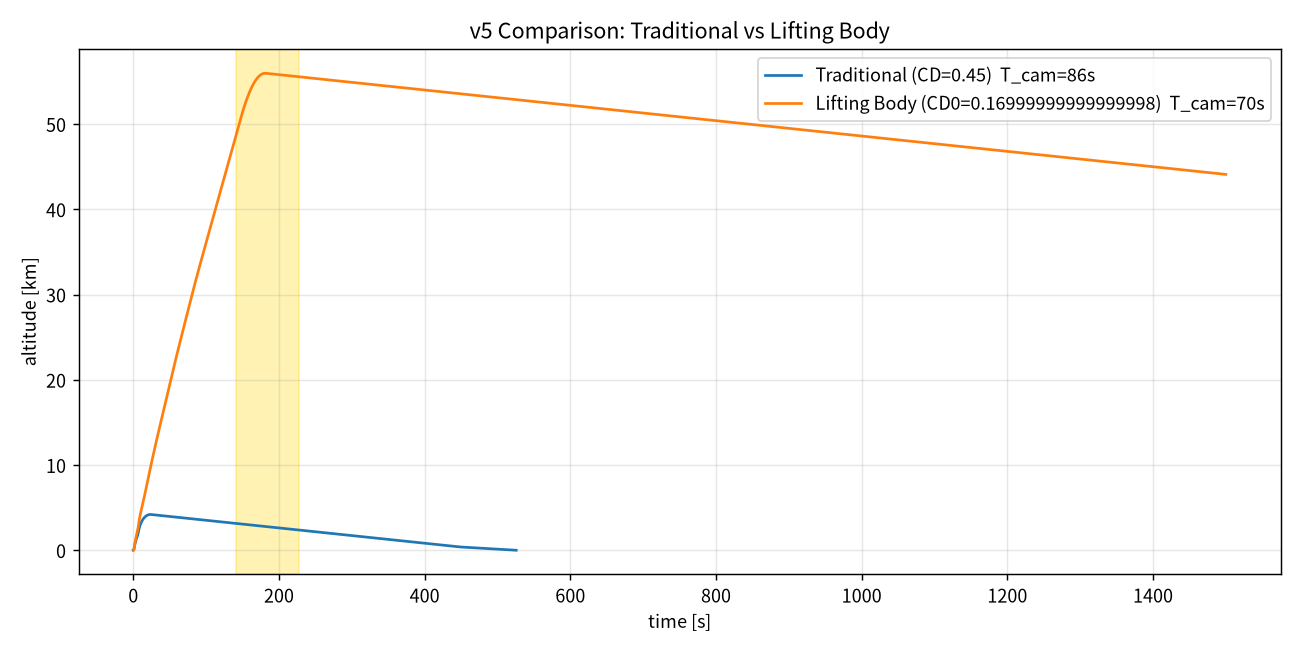 v5 Comparison: Traditional vs Lifting Body
Traditional (CD=0.45) T_cam=86s
Lifting Body (CD0=0.16999999999999998) T_cam=70s
altitude [km]
50
40
30
20
10
0
0 200 400 600 800 1000 1200 1400
time [s]